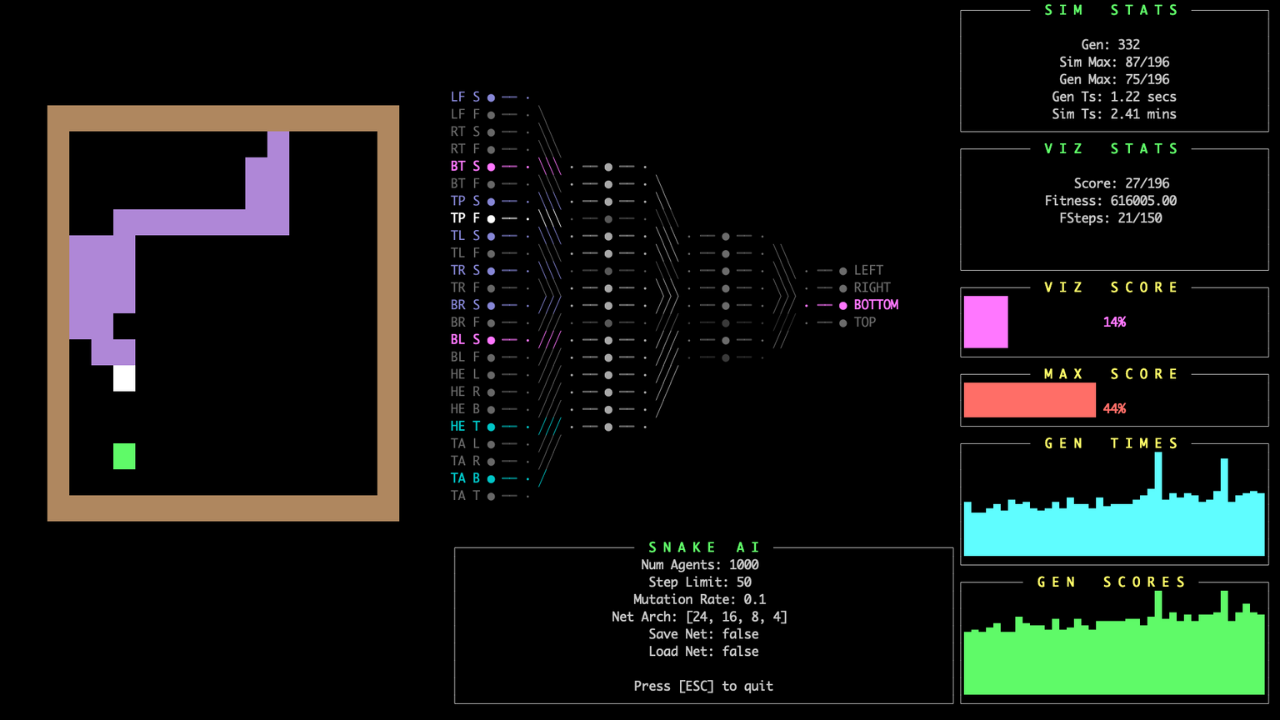 LF S
LF F
RT S
RT F
BT S
BT F
TP S
TP F
TL S
TL F
TR S
TR F
BR S
BR F
BL S
BL F
HE L
HE R
HE B
HE T
TA L
TA R
TA B
TA T
LEFT
RIGHT
BOTTOM
TOP
SNAKE AI
Num Agents: 1000
Step Limit: 50
Mutation Rate: 0.1
Net Arch: [24, 16, 8, 4]
Save Net: false
Load Net: false
Press [ESC] to quit
SIM STATS
Gen: 332
Sim Max: 87/196
Gen Max: 75/196
Gen Ts: 1.22 secs
Sim Ts: 2.41 mins
VIZ STATS
Score: 27/196
Fitness: 616005.00
FSteps: 21/150
VIZ SCORE
14%
MAX SCORE
44%
GEN TIMES
GEN SCORES